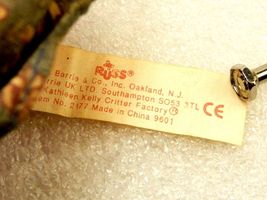 RUSS
Berrie & Co., Inc. Oakland, N.J.
rrie UK LTD. Southampton SO53 3TL CE
Kathleen Kelly Critter Factory ®
em No. 2177 Made in China 9601